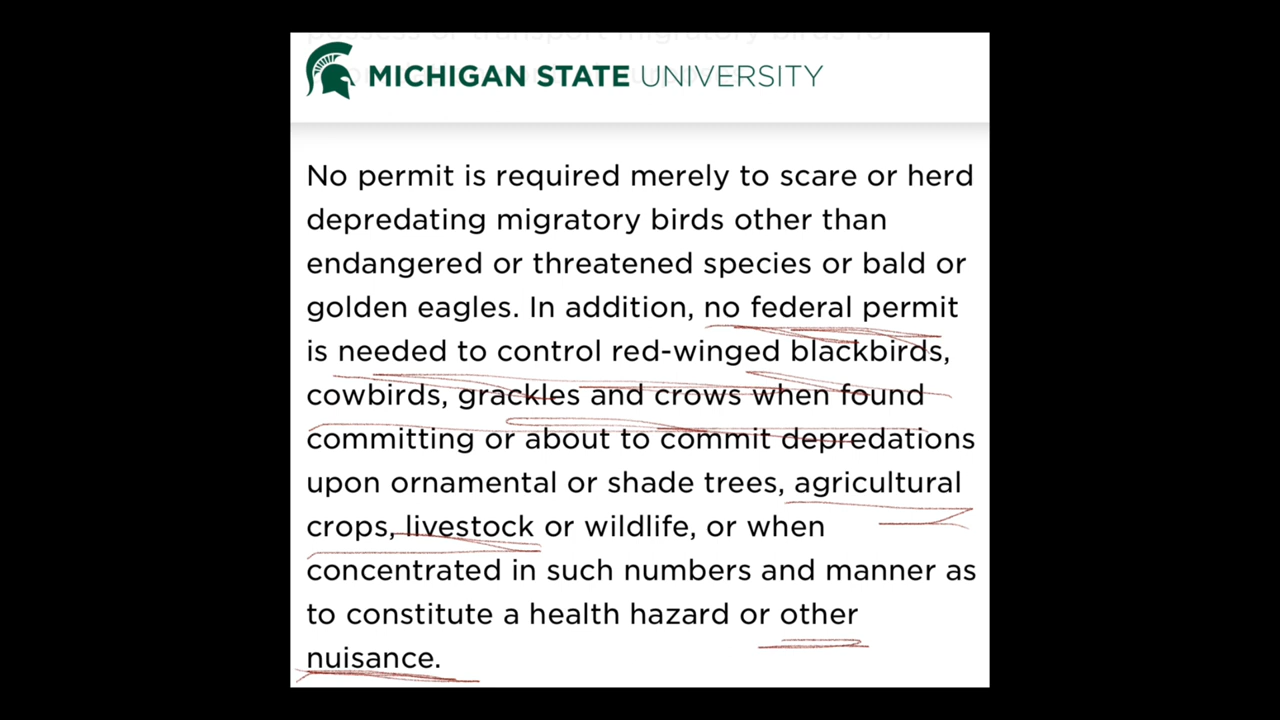 MICHIGAN STATE UNIVERSITY
No permit is required merely to scare or herd
depredating migratory birds other than
endangered or threatened species or bald or
golden eagles. In addition, no federal permit
is needed to control red-winged blackbirds,
cowbirds, grackles and crows when found
committing or about to commit depredations
upon ornamental or shade trees, agricultural
crops, livestock or wildlife, or when
concentrated in such numbers and manner as
to constitute a health hazard or other
nuisance.